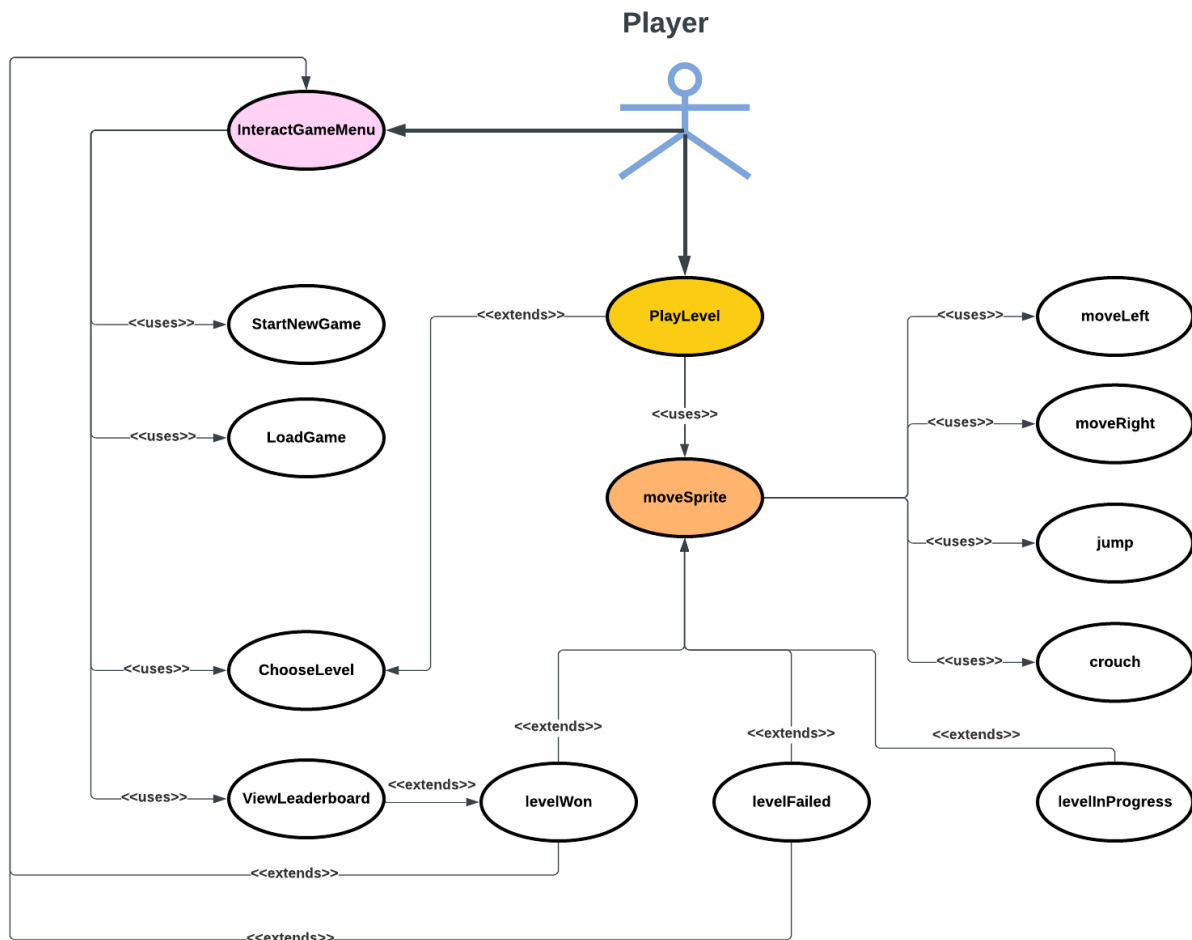 Player
InteractGameMenu
<<uses>>
StartNewGame
<<extends>>
PlayLevel
<<uses>>
moveLeft
<<uses>>
LoadGame
<<uses>>
<<uses>>
moveRight
moveSprite
<<uses>>
jump
<<uses>>
ChooseLevel
<<uses>>
crouch
<<extends>>
<<extends>>
<<extends>>
<<uses>>
ViewLeaderboard
<<extends>>
levelWon
levelFailed
levelInProgress
<<extends>>
<<extends>>